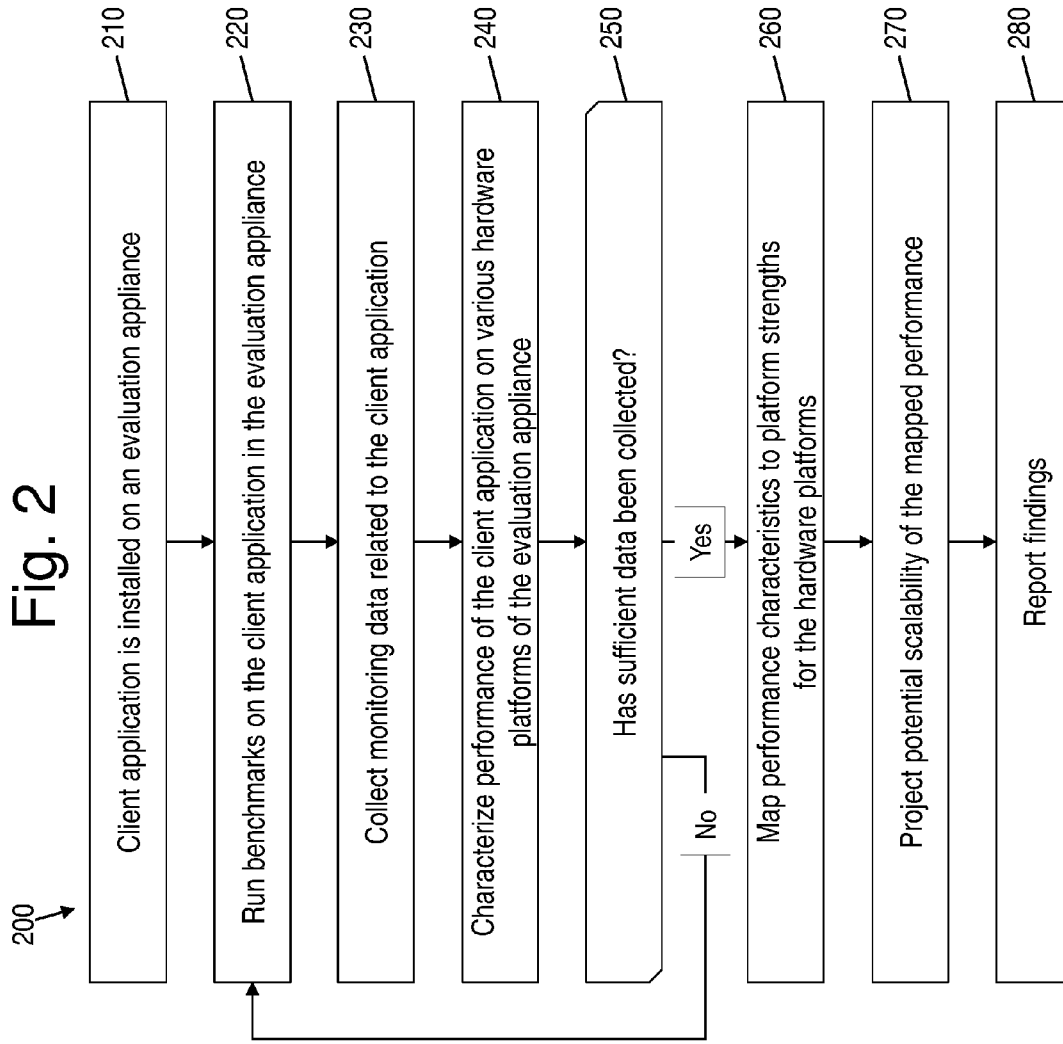 Fig. 2
200
Client application is installed on an evaluation appliance
210
Run benchmarks on the client application in the evaluation appliance
220
Collect monitoring data related to the client application
230
Characterize performance of the client application on various hardware
platforms of the evaluation appliance
240
Has sufficient data been collected?
250
No
Yes
Map performance characteristics to platform strengths
for the hardware platforms
260
Project potential scalability of the mapped performance
270
Report findings
280